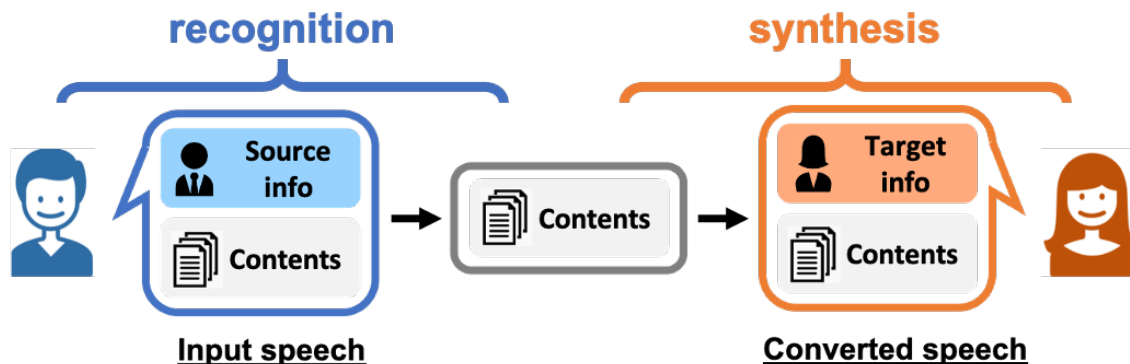 recognition
synthesis
Source
info
Contents
Contents
Target
info
Contents
Input speech
Converted speech